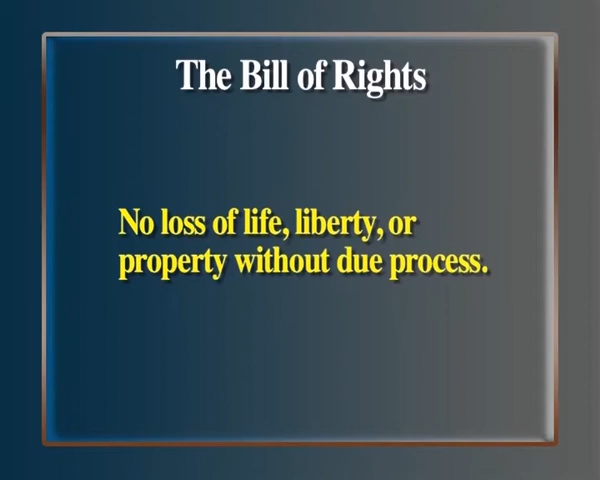 The Bill of Rights
No loss of life, liberty, or
property without due process.